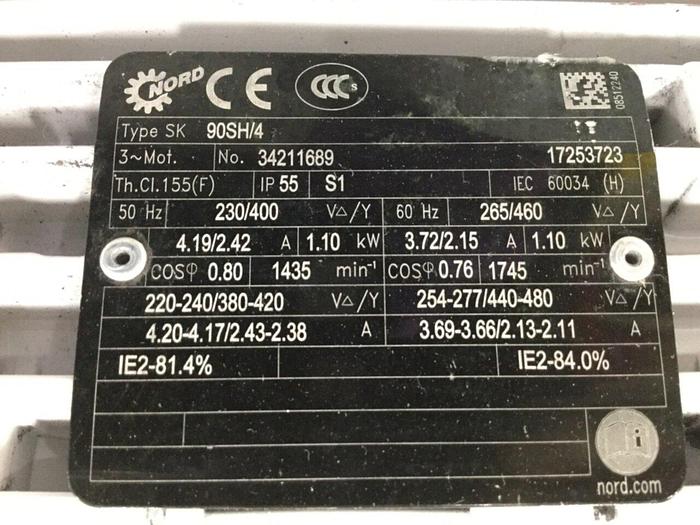 NORD CE CCC S 08512240
Type SK 90SH/4
3~Mot. No. 34211689 17253723
Th.Cl.155(F) IP 55 S1 IEC 60034 (H)
50 Hz 230/400 V△/Y 60 Hz 265/460 V△/Y
4.19/2.42 A 1.10 kW 3.72/2.15 A 1.10 kW
COSφ 0.80 1435 min⁻¹ COSφ 0.76 1745 min⁻¹
220-240/380-420 V△/Y 254-277/440-480 V△/Y
4.20-4.17/2.43-2.38 A 3.69-3.66/2.13-2.11 A
IE2-81.4% IE2-84.0%
i
nord.com